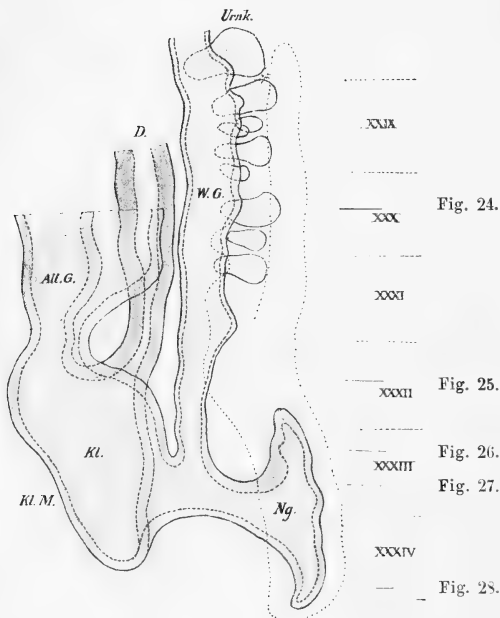 Urnk.
XXIX
D.
W. G.
XXX
Fig. 24.
All. G.
XXXI
XXXII
Fig. 25.
Kl.
XXXIII
Fig. 26.
Kl. M.
Fig. 27.
Ng.
XXXIV
Fig. 28.